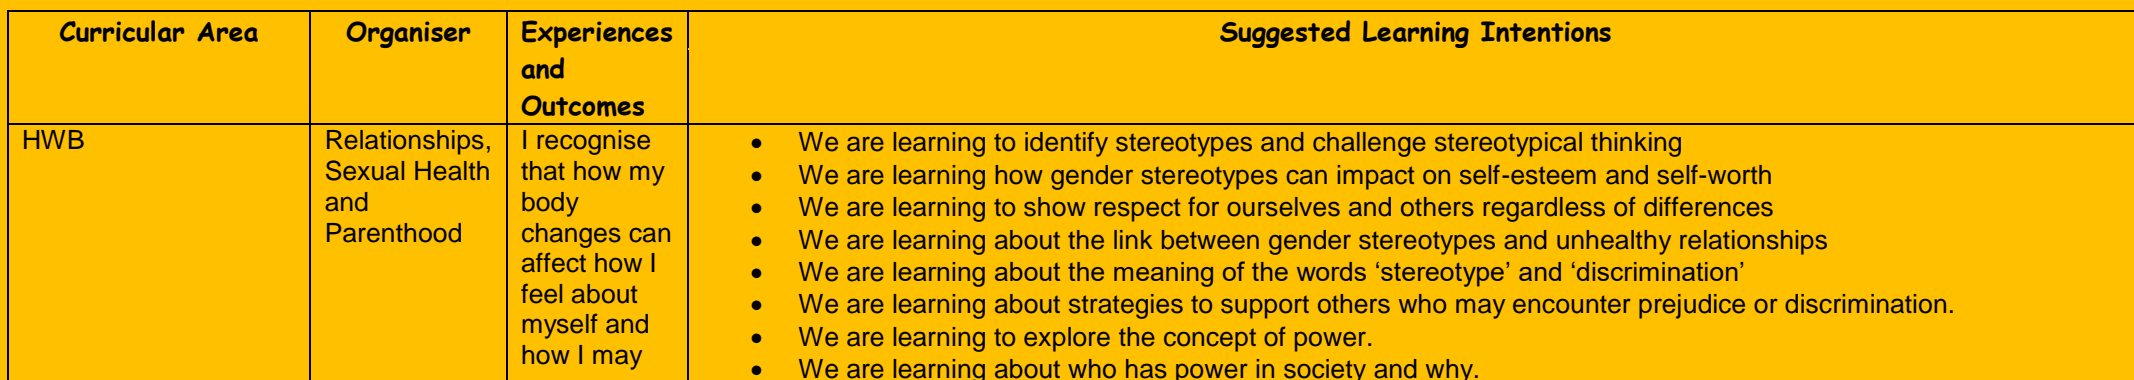 Curricular Area
Organiser
Experiences
and
Outcomes
Suggested Learning Intentions
HWB
Relationships,
Sexual Health
and
Parenthood
I recognise
that how my
body
changes can
affect how I
feel about
myself and
how I may
• We are learning to identify stereotypes and challenge stereotypical thinking
• We are learning how gender stereotypes can impact on self-esteem and self-worth
• We are learning to show respect for ourselves and others regardless of differences
• We are learning about the link between gender stereotypes and unhealthy relationships
• We are learning about the meaning of the words ‘stereotype’ and ‘discrimination’
• We are learning about strategies to support others who may encounter prejudice or discrimination.
• We are learning to explore the concept of power.
• We are learning about who has power in society and why.